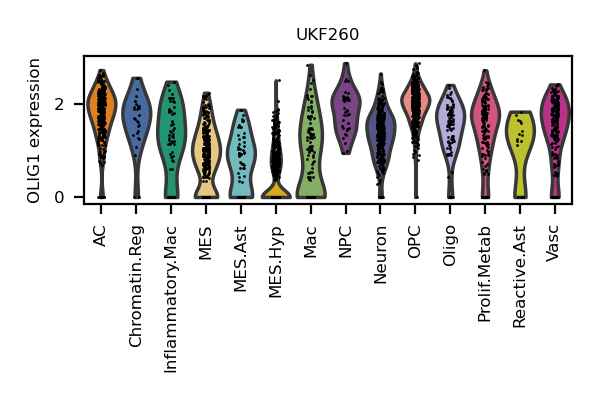 UKF260
OLIG1 expression
2
0
AC
Chromatin.Reg
Inflammatory.Mac
MES
MES.Ast
MES.Hyp
Mac
NPC
Neuron
OPC
Oligo
Prolif.Metab
Reactive.Ast
Vasc